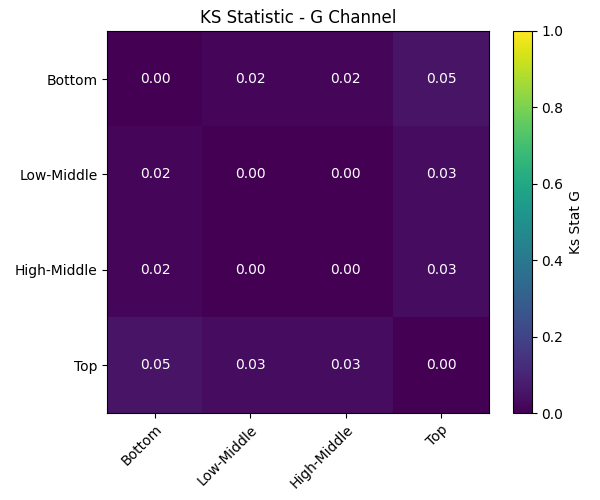 KS Statistic - G Channel
Bottom 0.00 0.02 0.02 0.05
Low-Middle 0.02 0.00 0.00 0.03
High-Middle 0.02 0.00 0.00 0.03
Top 0.05 0.03 0.03 0.00
Bottom Low-Middle High-Middle Top
1.0
0.8
0.6
0.4
0.2
0.0
Ks Stat G